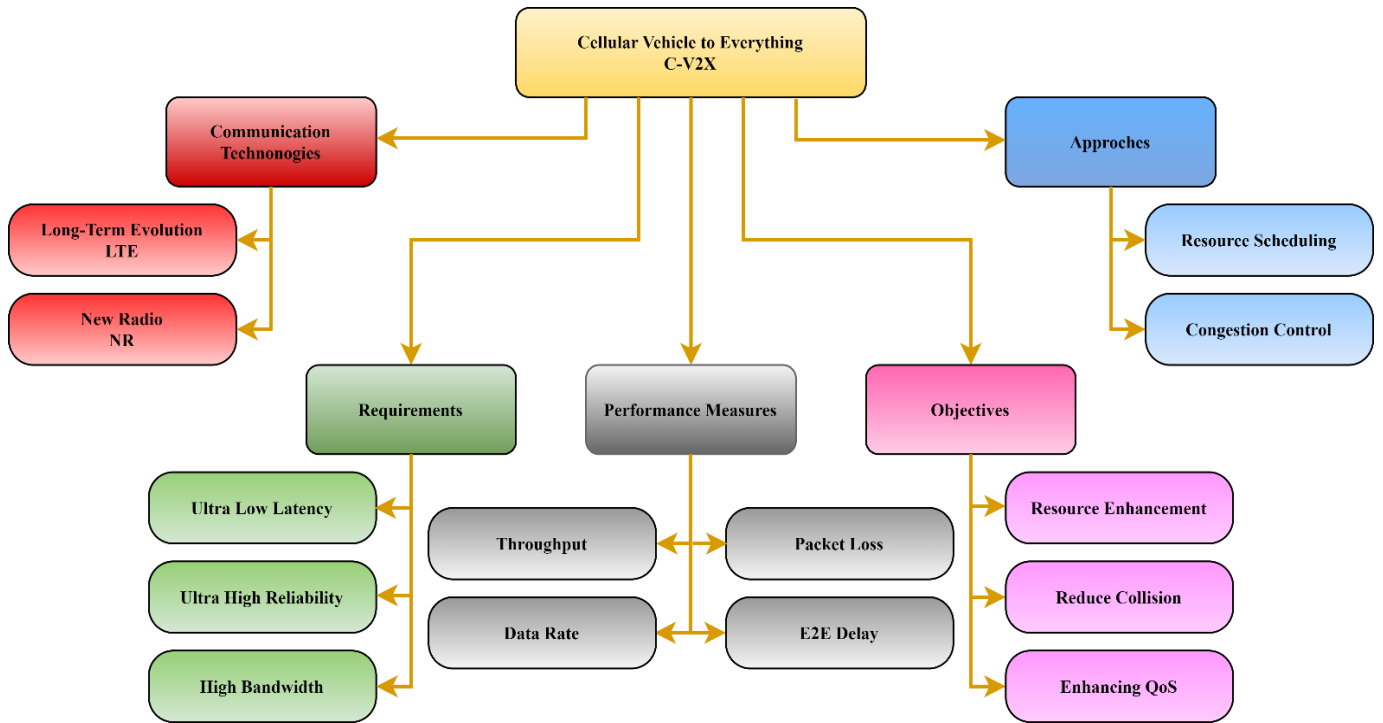 Cellular Vehicle to Everything
C-V2X
Communication
Technonogies
Approches
Long-Term Evolution
LTE
Resource Scheduling
New Radio
NR
Congestion Control
Requirements
Performance Measures
Objectives
Ultra Low Latency
Resource Enhancement
Throughput
Packet Loss
Ultra High Reliability
Reduce Collision
Data Rate
E2E Delay
High Bandwidth
Enhancing QoS